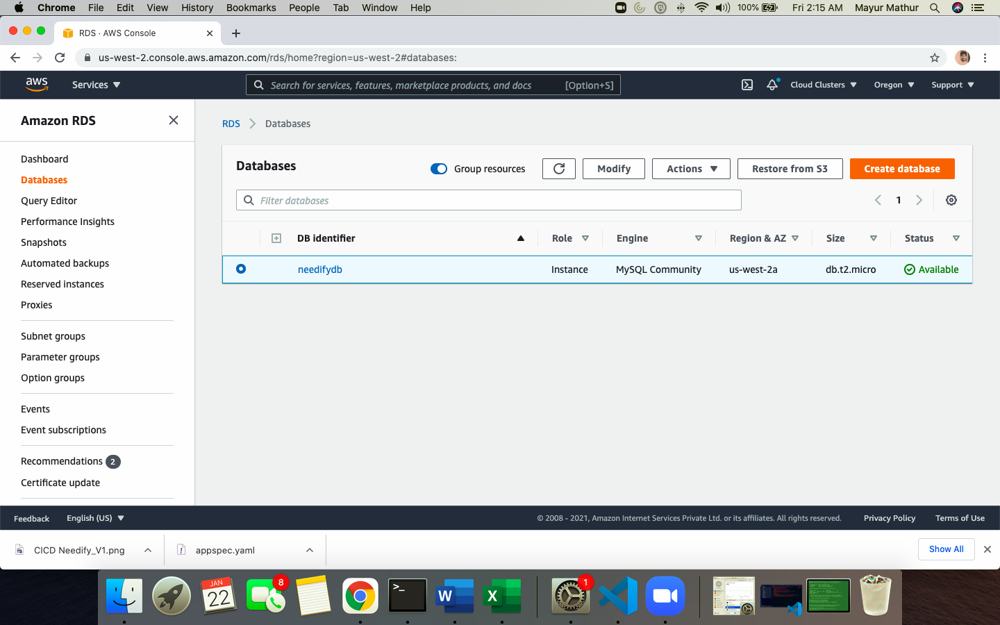 Chrome File Edit View History Bookmarks People Tab Window Help 100% Fri 2:15 AM Mayur Mathur
RDS · AWS Console
us-west-2.console.aws.amazon.com/rds/home?region=us-west-2#databases:
aws Services Search for services, features, marketplace products, and docs [Option+S] Cloud Clusters Oregon Support
Amazon RDS
Dashboard
Databases
Query Editor
Performance Insights
Snapshots
Automated backups
Reserved instances
Proxies
Subnet groups
Parameter groups
Option groups
Events
Event subscriptions
Recommendations 2
Certificate update
RDS Databases
Databases Group resources Modify Actions Restore from S3 Create database
Filter databases 1
DB identifier Role Engine Region & AZ Size Status
needifydb Instance MySQL Community us-west-2a db.t2.micro Available
Feedback English (US) © 2008 - 2021, Amazon Internet Services Private Ltd. or its affiliates. All rights reserved. Privacy Policy Terms of Use
CICD Needify_V1.png appspec.yaml Show All
JAN
22
8
>_
W
X
1